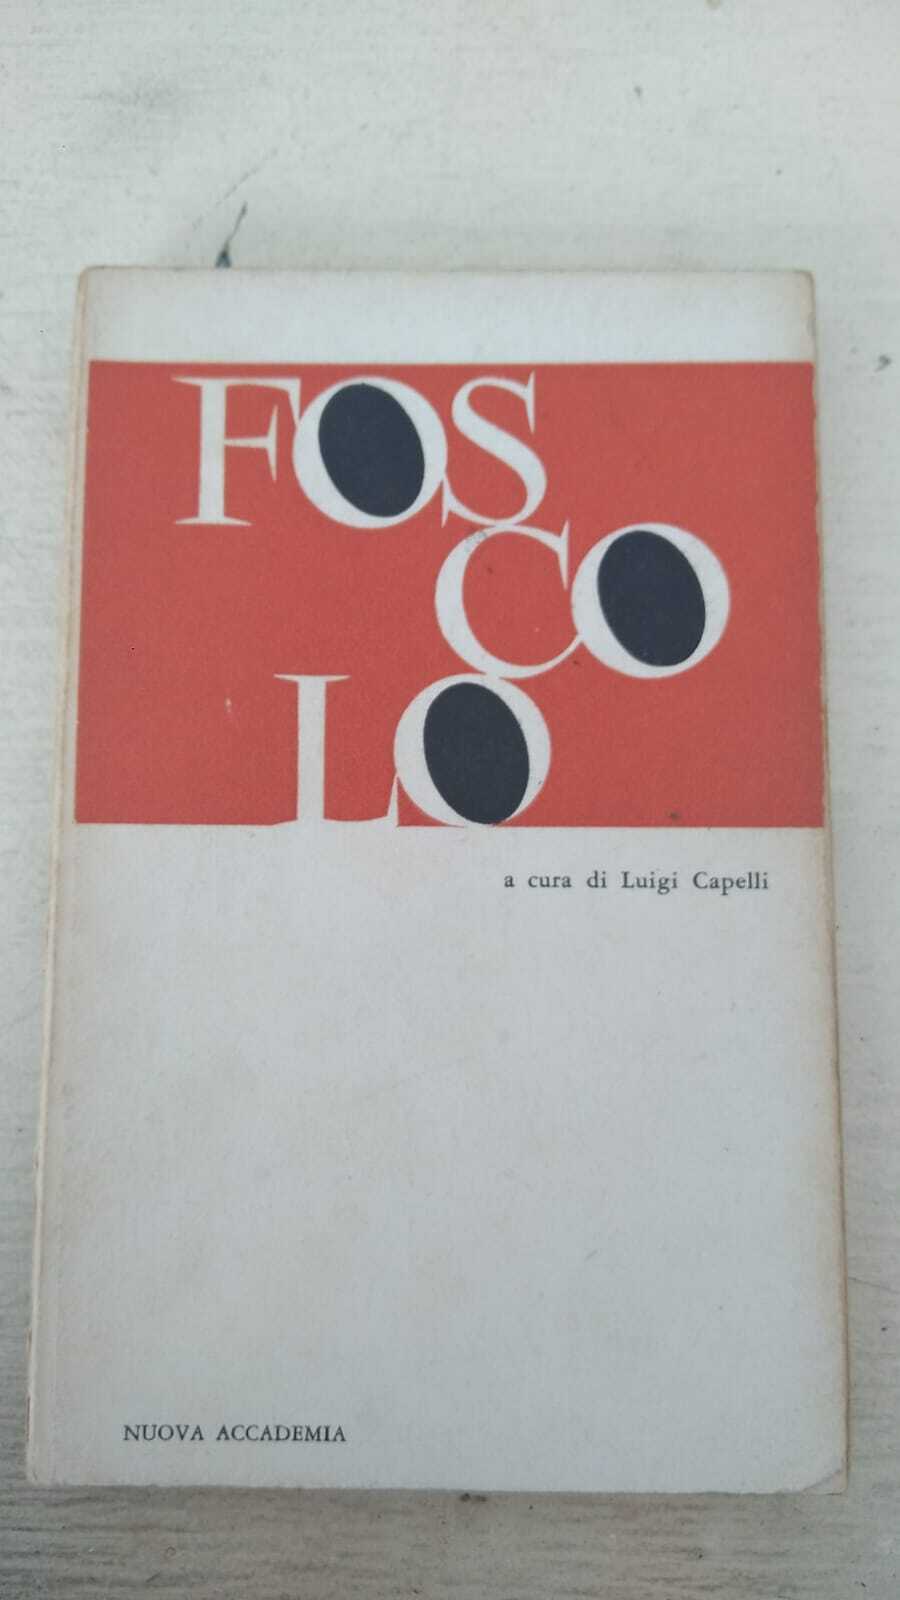 FOS
CO
LO
a cura di Luigi Capelli
NUOVA ACCADEMIA